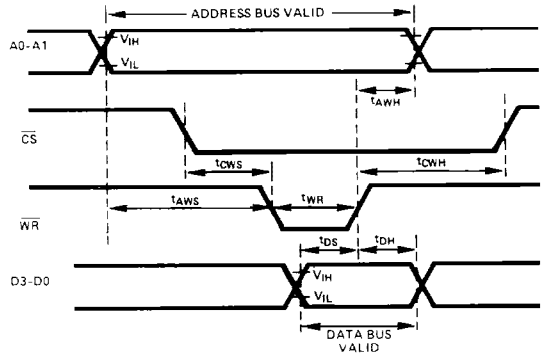 ADDRESS BUS VALID
A0-A1
VIH
VIL
tAWH
CS
tCWS
tCWH
tAWS
tWR
WR
tDS
tDH
D3-D0
VIH
VIL
DATA BUS
VALID